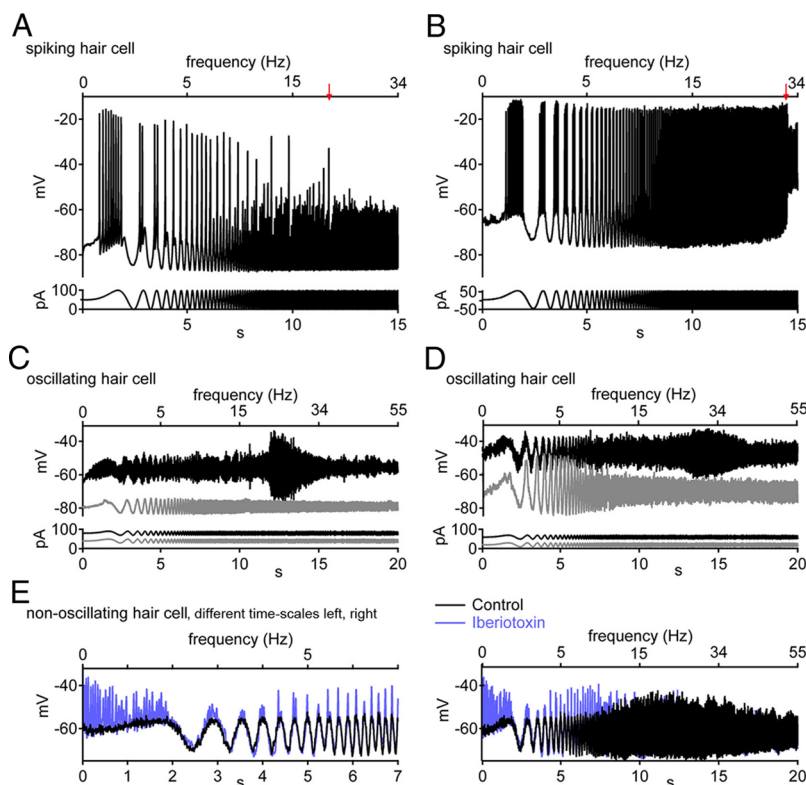 A
spiking hair cell
frequency (Hz)
0 5 15 34
-20
-40
-60
-80
mV
100
0
pA
5 10 15
s
B
spiking hair cell
frequency (Hz)
0 5 15 34
-20
-40
-60
-80
mV
50
-50
pA
0 5 10 15
s
C
oscillating hair cell
frequency (Hz)
0 5 15 34 55
-40
-60
-80
mV
100
0
pA
5 10 15 20
s
D
oscillating hair cell
frequency (Hz)
0 5 15 34 55
-40
-60
-80
mV
100
0
pA
5 10 15 20
s
E
non-oscillating hair cell, different time-scales left, right
frequency (Hz)
0 5
-40
-60
mV
0 1 2 3 4 5 6 7
s
Control
Iberiotoxin
frequency (Hz)
0 5 15 34 55
-40
-60
mV
0 5 10 15 20
s